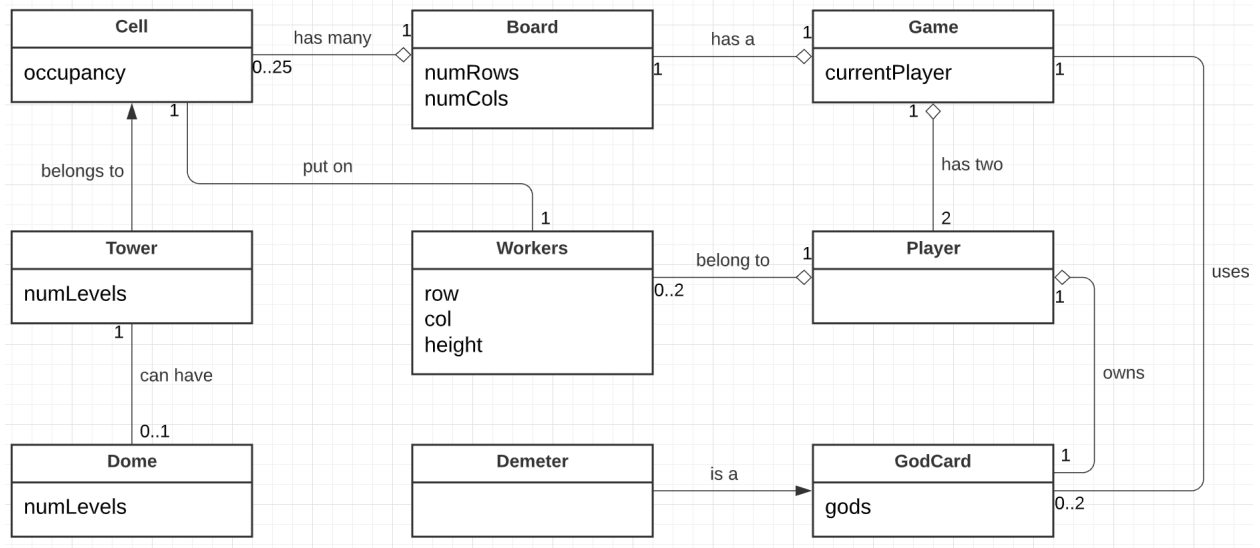 Cell
occupancy
has many
1
0..25
Board
numRows
numCols
has a
1
1
Game
currentPlayer
1
1
belongs to
put on
1
has two
2
Tower
numLevels
1
Workers
row
col
height
belong to
1
0..2
Player
1
uses
can have
0..1
owns
1
Dome
numLevels
Demeter
is a
GodCard
gods
0..2